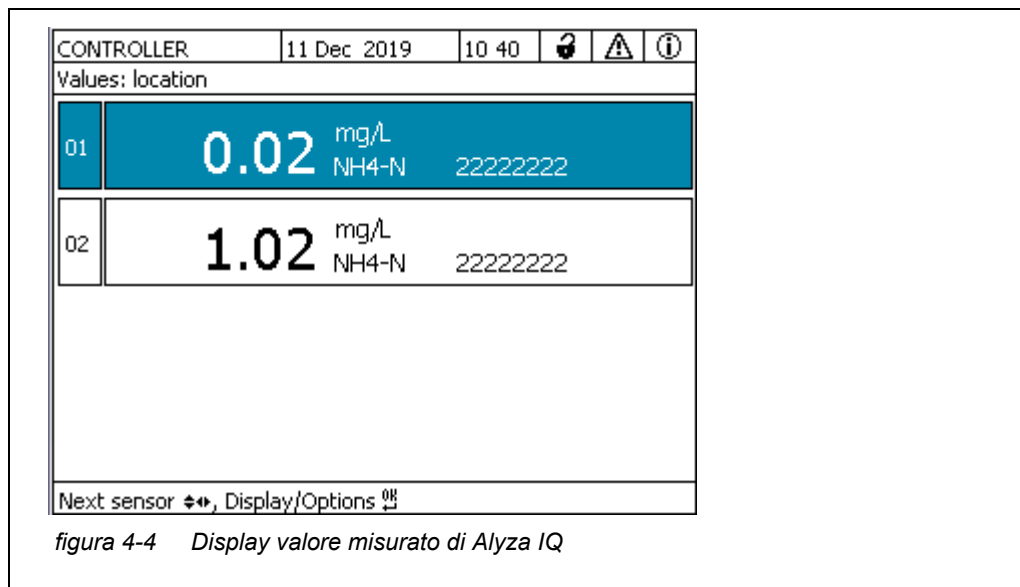 CONTROLLER 11 Dec 2019 10 40
Values: location
01 0.02 mg/L NH4-N 22222222
02 1.02 mg/L NH4-N 22222222
Next sensor, Display/Options OK
figura 4-4 Display valore misurato di Alyza IQ